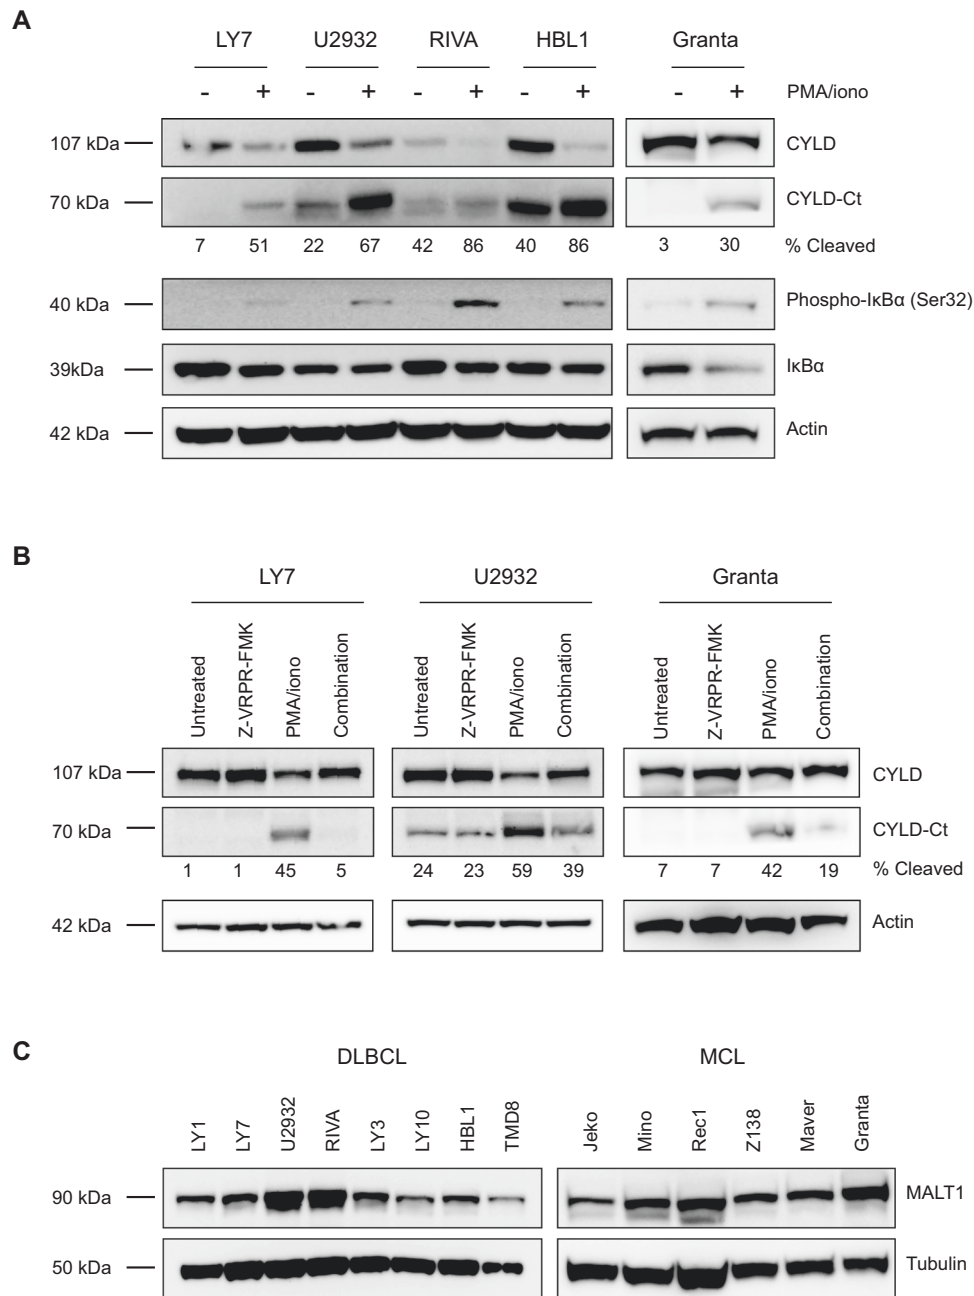 A
LY7 U2932 RIVA HBL1 Granta
- + - + - + - + - + PMA/iono
107 kDa CYLD
70 kDa CYLD-Ct
7 51 22 67 42 86 40 86 3 30 % Cleaved
40 kDa Phospho-IκBα (Ser32)
39kDa IκBα
42 kDa Actin
B
LY7 U2932 Granta
Untreated Z-VRPR-FMK PMA/iono Combination Untreated Z-VRPR-FMK PMA/iono Combination Untreated Z-VRPR-FMK PMA/iono Combination
107 kDa CYLD
70 kDa CYLD-Ct
1 1 45 5 24 23 59 39 7 7 42 19 % Cleaved
42 kDa Actin
C
DLBCL MCL
LY1 LY7 U2932 RIVA LY3 LY10 HBL1 TMD8 Jeko Mino Rec1 Z138 Maver Granta
90 kDa MALT1
50 kDa Tubulin